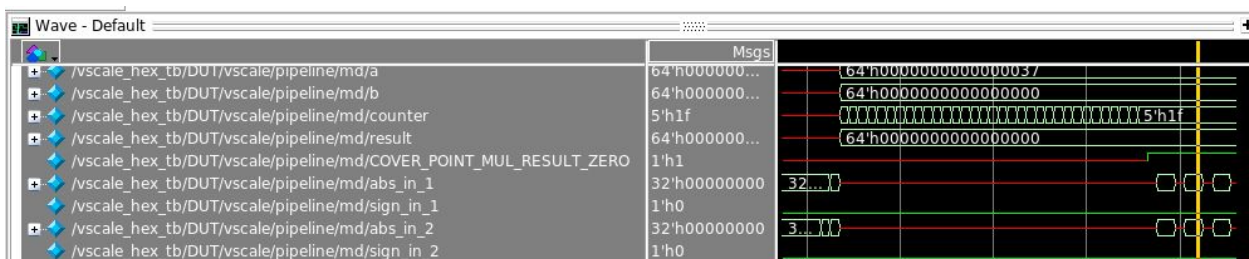 Wave - Default
Msgs
/vscale_hex_tb/DUT/vscale/pipeline/md/a 64'h000000... 64'h0000000000000037
/vscale_hex_tb/DUT/vscale/pipeline/md/b 64'h000000... 64'h0000000000000000
/vscale_hex_tb/DUT/vscale/pipeline/md/counter 5'h1f 5'h1f
/vscale_hex_tb/DUT/vscale/pipeline/md/result 64'h000000... 64'h0000000000000000
/vscale_hex_tb/DUT/vscale/pipeline/md/COVER_POINT_MUL_RESULT_ZERO 1'h1
/vscale_hex_tb/DUT/vscale/pipeline/md/abs_in_1 32'h00000000 32...
/vscale_hex_tb/DUT/vscale/pipeline/md/sign_in_1 1'h0
/vscale_hex_tb/DUT/vscale/pipeline/md/abs_in_2 32'h00000000 3...
/vscale_hex_tb/DUT/vscale/pipeline/md/sign_in_2 1'h0